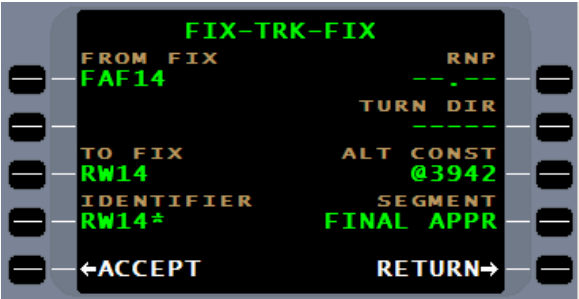 FIX-TRK-FIX
FROM FIX RNP
FAF14 --.--
TURN DIR
-----
TO FIX ALT CONST
RW14 @3942
IDENTIFIER SEGMENT
RW14* FINAL APPR
←ACCEPT RETURN→